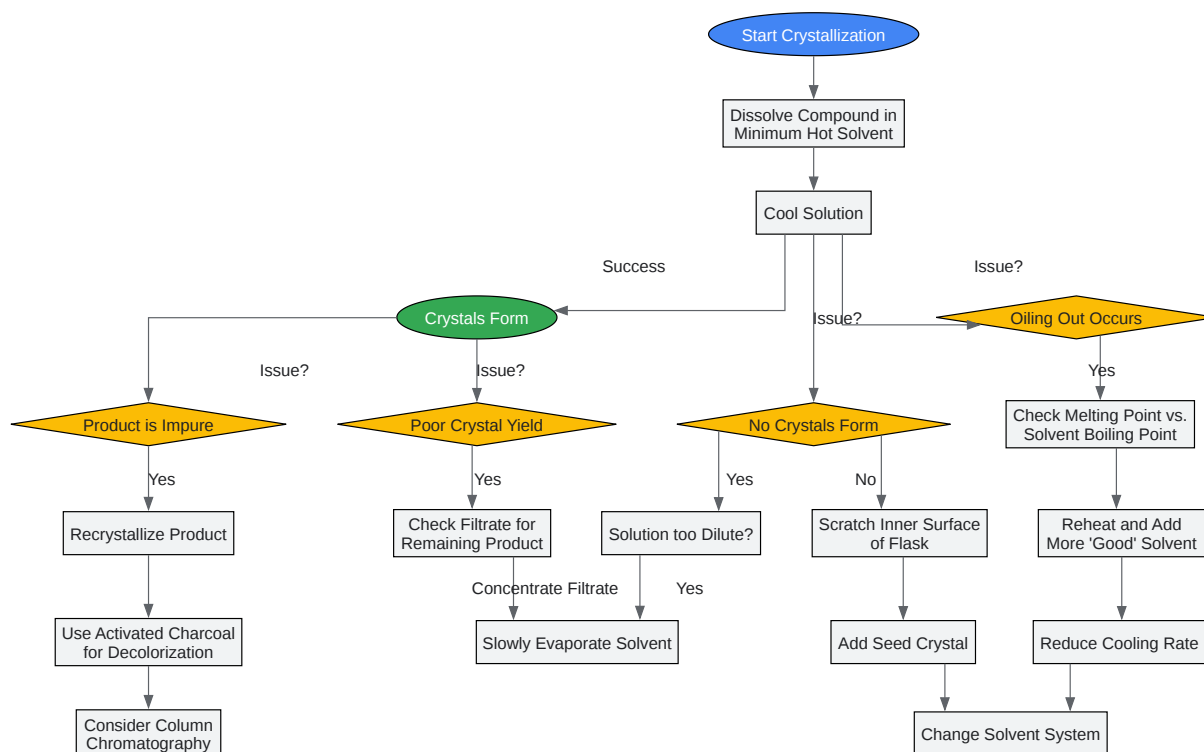 Start Crystallization
Dissolve Compound in
Minimum Hot Solvent
Cool Solution
Success
Issue?
Crystals Form
Issue?
Oiling Out Occurs
Issue?
Issue?
Yes
Product is Impure
Poor Crystal Yield
No Crystals Form
Check Melting Point vs.
Solvent Boiling Point
Yes
Yes
Yes
No
Recrystallize Product
Check Filtrate for
Remaining Product
Solution too Dilute?
Scratch Inner Surface
of Flask
Reheat and Add
More 'Good' Solvent
Concentrate Filtrate
Yes
Use Activated Charcoal
for Decolorization
Slowly Evaporate Solvent
Add Seed Crystal
Reduce Cooling Rate
Consider Column
Chromatography
Change Solvent System